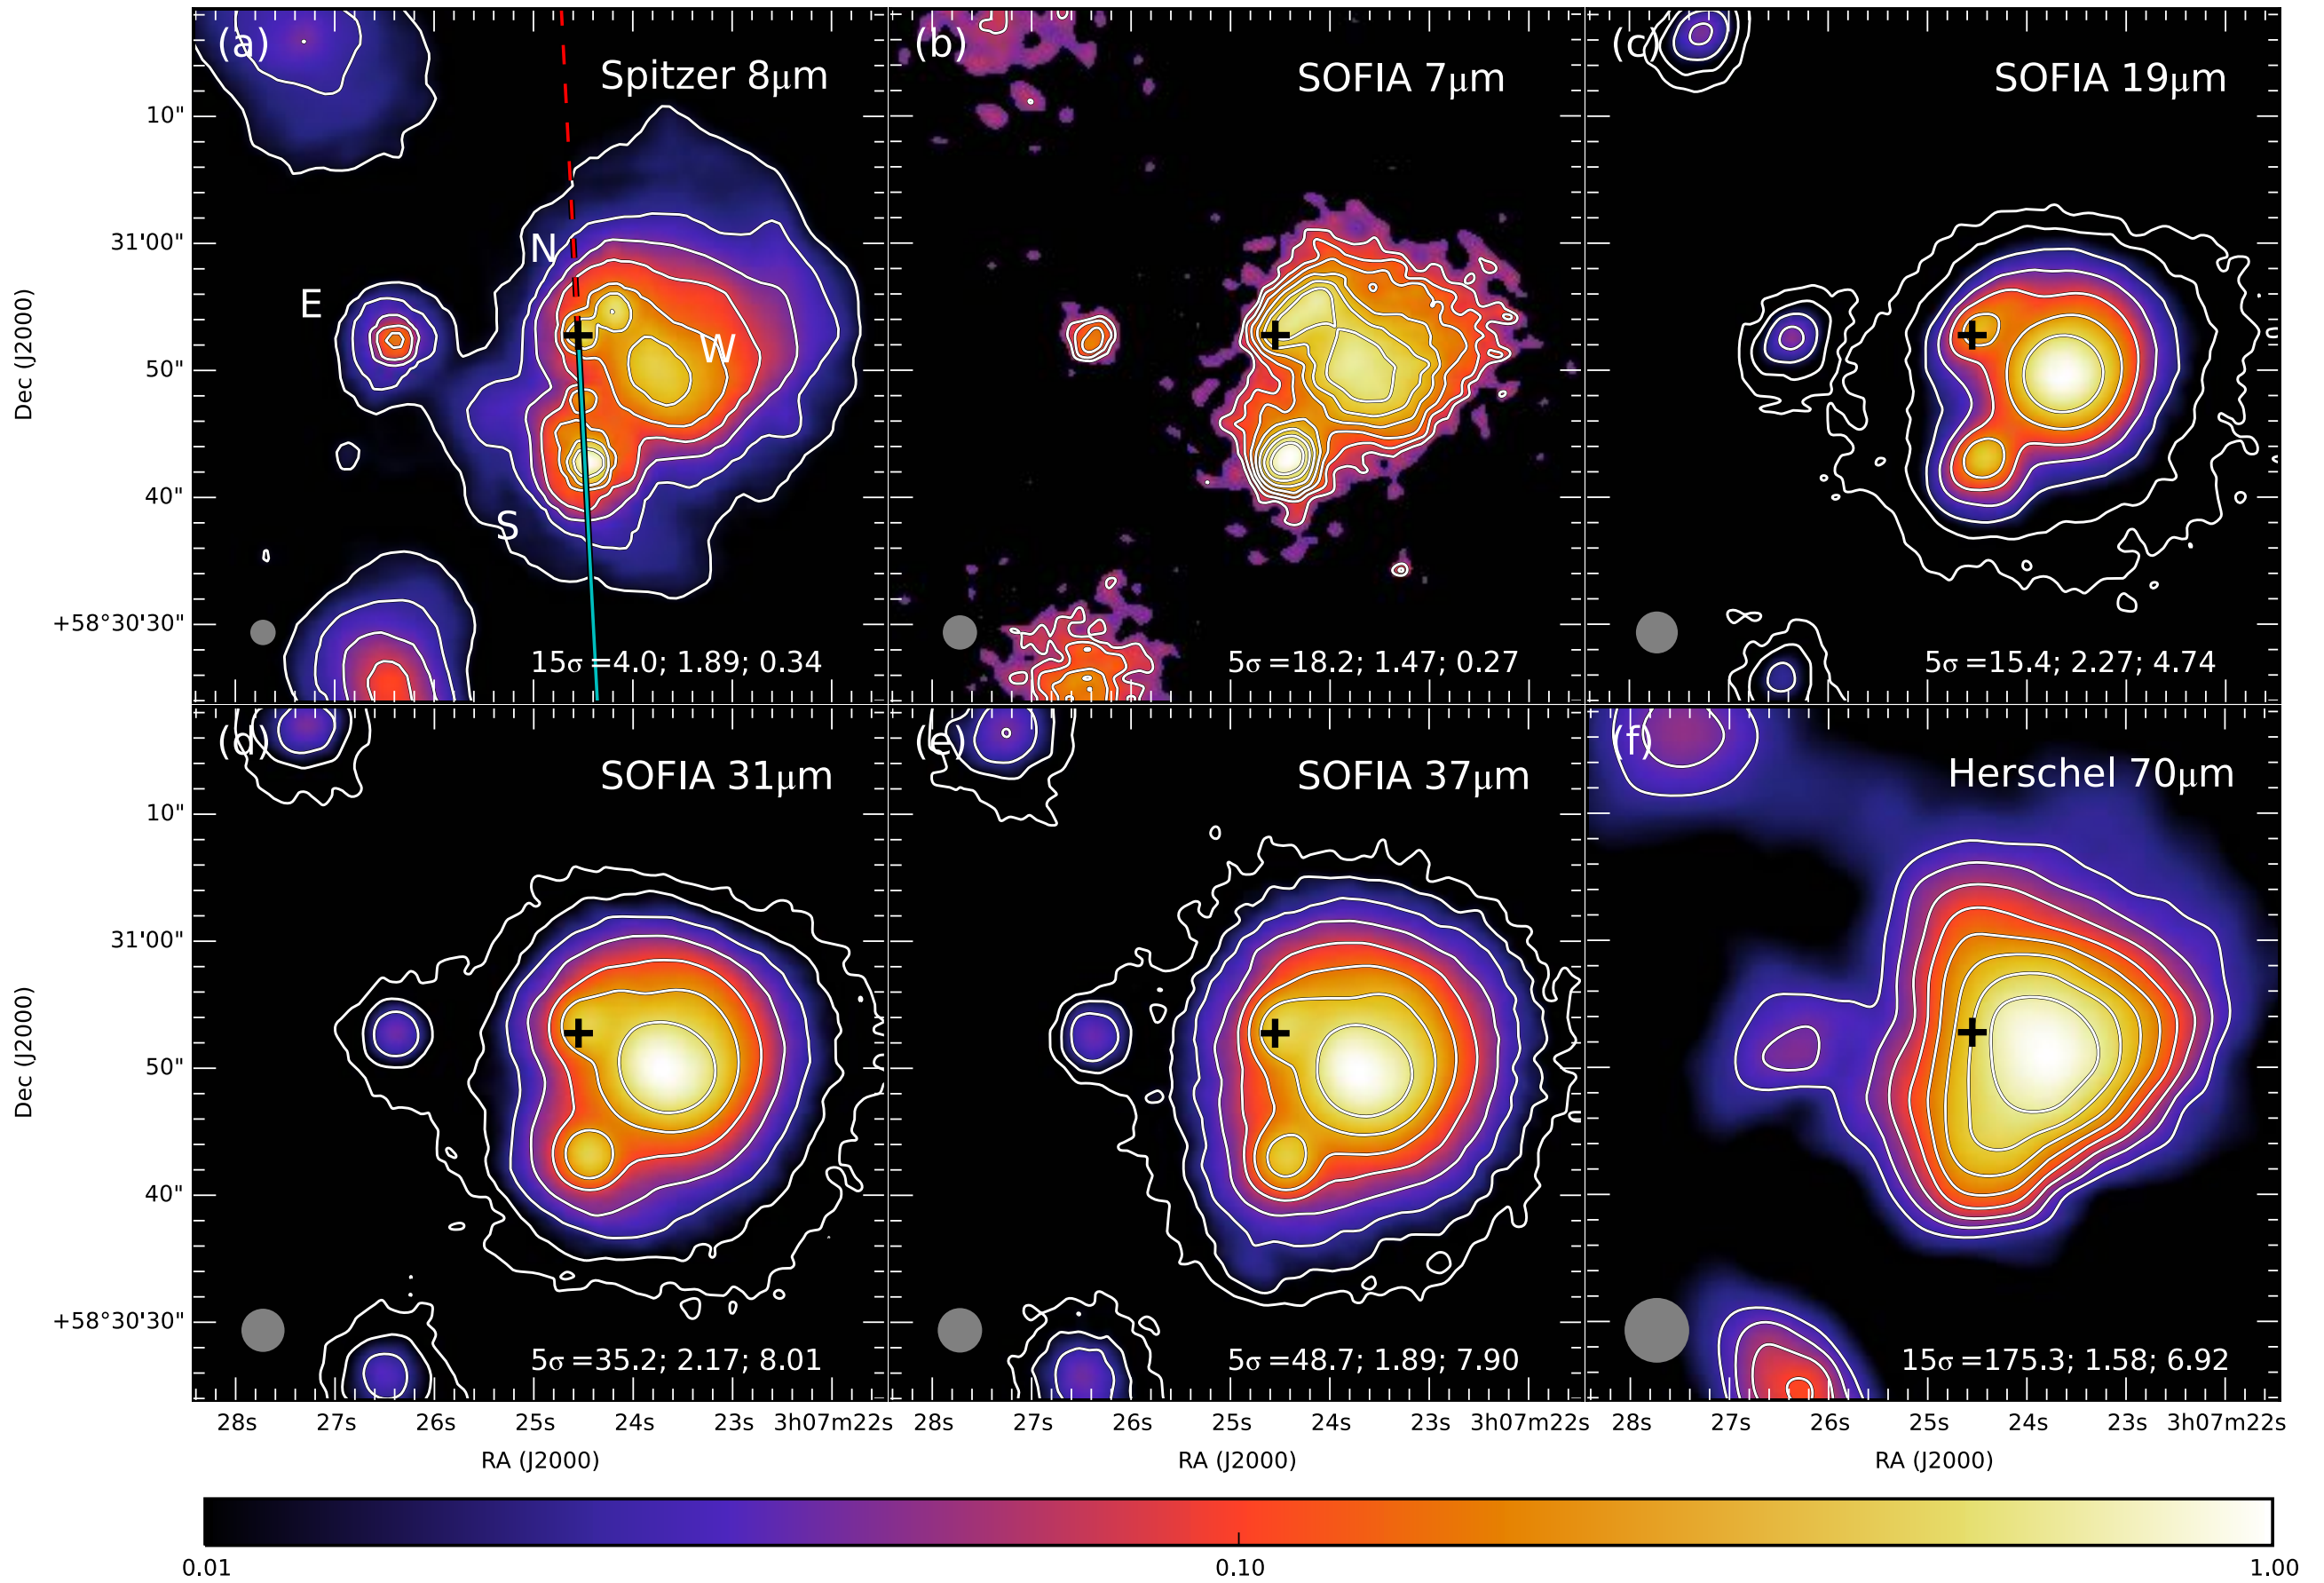 (a)
Spitzer 8μm
(b)
SOFIA 7μm
(c)
SOFIA 19μm
10"
31'00"
50"
40"
+58°30'30"
Dec (J2000)
N
E
W
S
15σ =4.0; 1.89; 0.34
5σ =18.2; 1.47; 0.27
5σ =15.4; 2.27; 4.74
(d)
SOFIA 31μm
(e)
SOFIA 37μm
(f)
Herschel 70μm
10"
31'00"
50"
40"
+58°30'30"
Dec (J2000)
5σ =35.2; 2.17; 8.01
5σ =48.7; 1.89; 7.90
15σ =175.3; 1.58; 6.92
28s 27s 26s 25s 24s 23s 3h07m22s
28s 27s 26s 25s 24s 23s 3h07m22s
28s 27s 26s 25s 24s 23s 3h07m22s
RA (J2000)
RA (J2000)
RA (J2000)
0.01 0.10 1.00